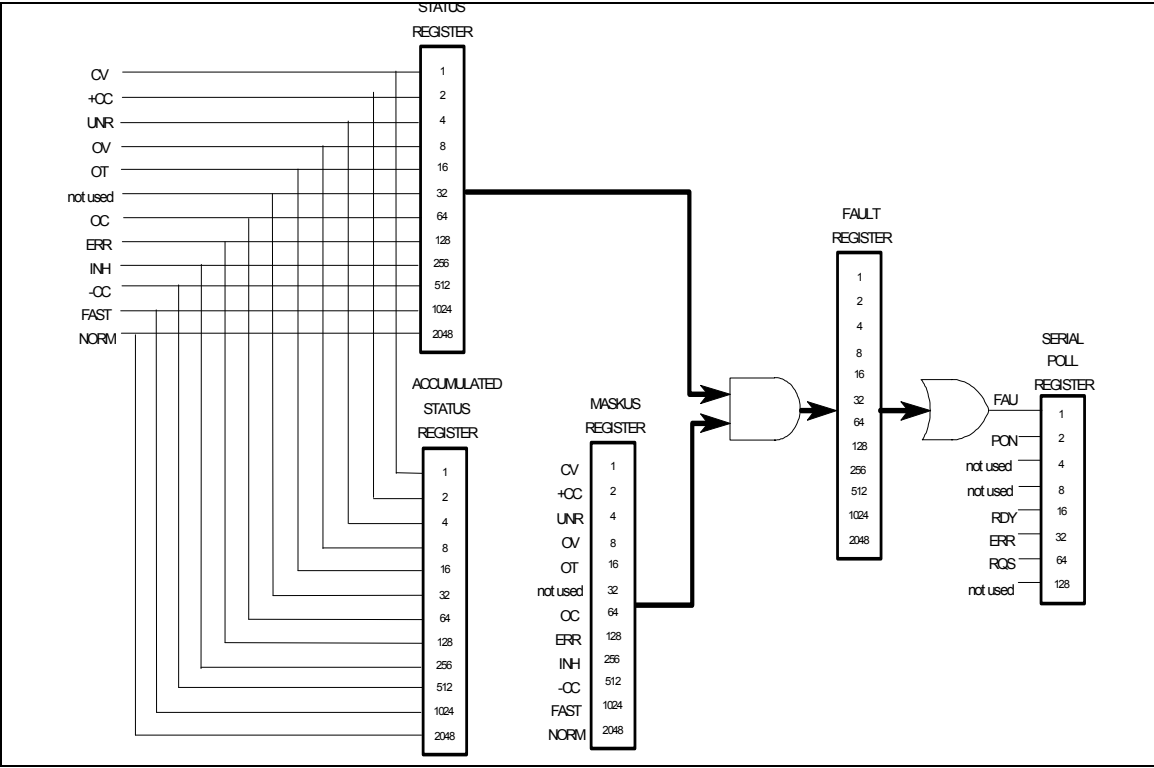 STATUS
REGISTER
CV
+CC
UNR
OV
OT
not used
OC
ERR
INH
-CC
FAST
NORM
1
2
4
8
16
32
64
128
256
512
1024
2048
ACCUMULATED
STATUS
REGISTER
1
2
4
8
16
32
64
128
256
512
1024
2048
MASKUS
REGISTER
CV
+CC
UNR
OV
OT
not used
OC
ERR
INH
-CC
FAST
NORM
1
2
4
8
16
32
64
128
256
512
1024
2048
FAULT
REGISTER
1
2
4
8
16
32
64
128
256
512
1024
2048
SERIAL
POLL
REGISTER
FAU
PON
not used
not used
RDY
ERR
RQS
not used
1
2
4
8
16
32
64
128